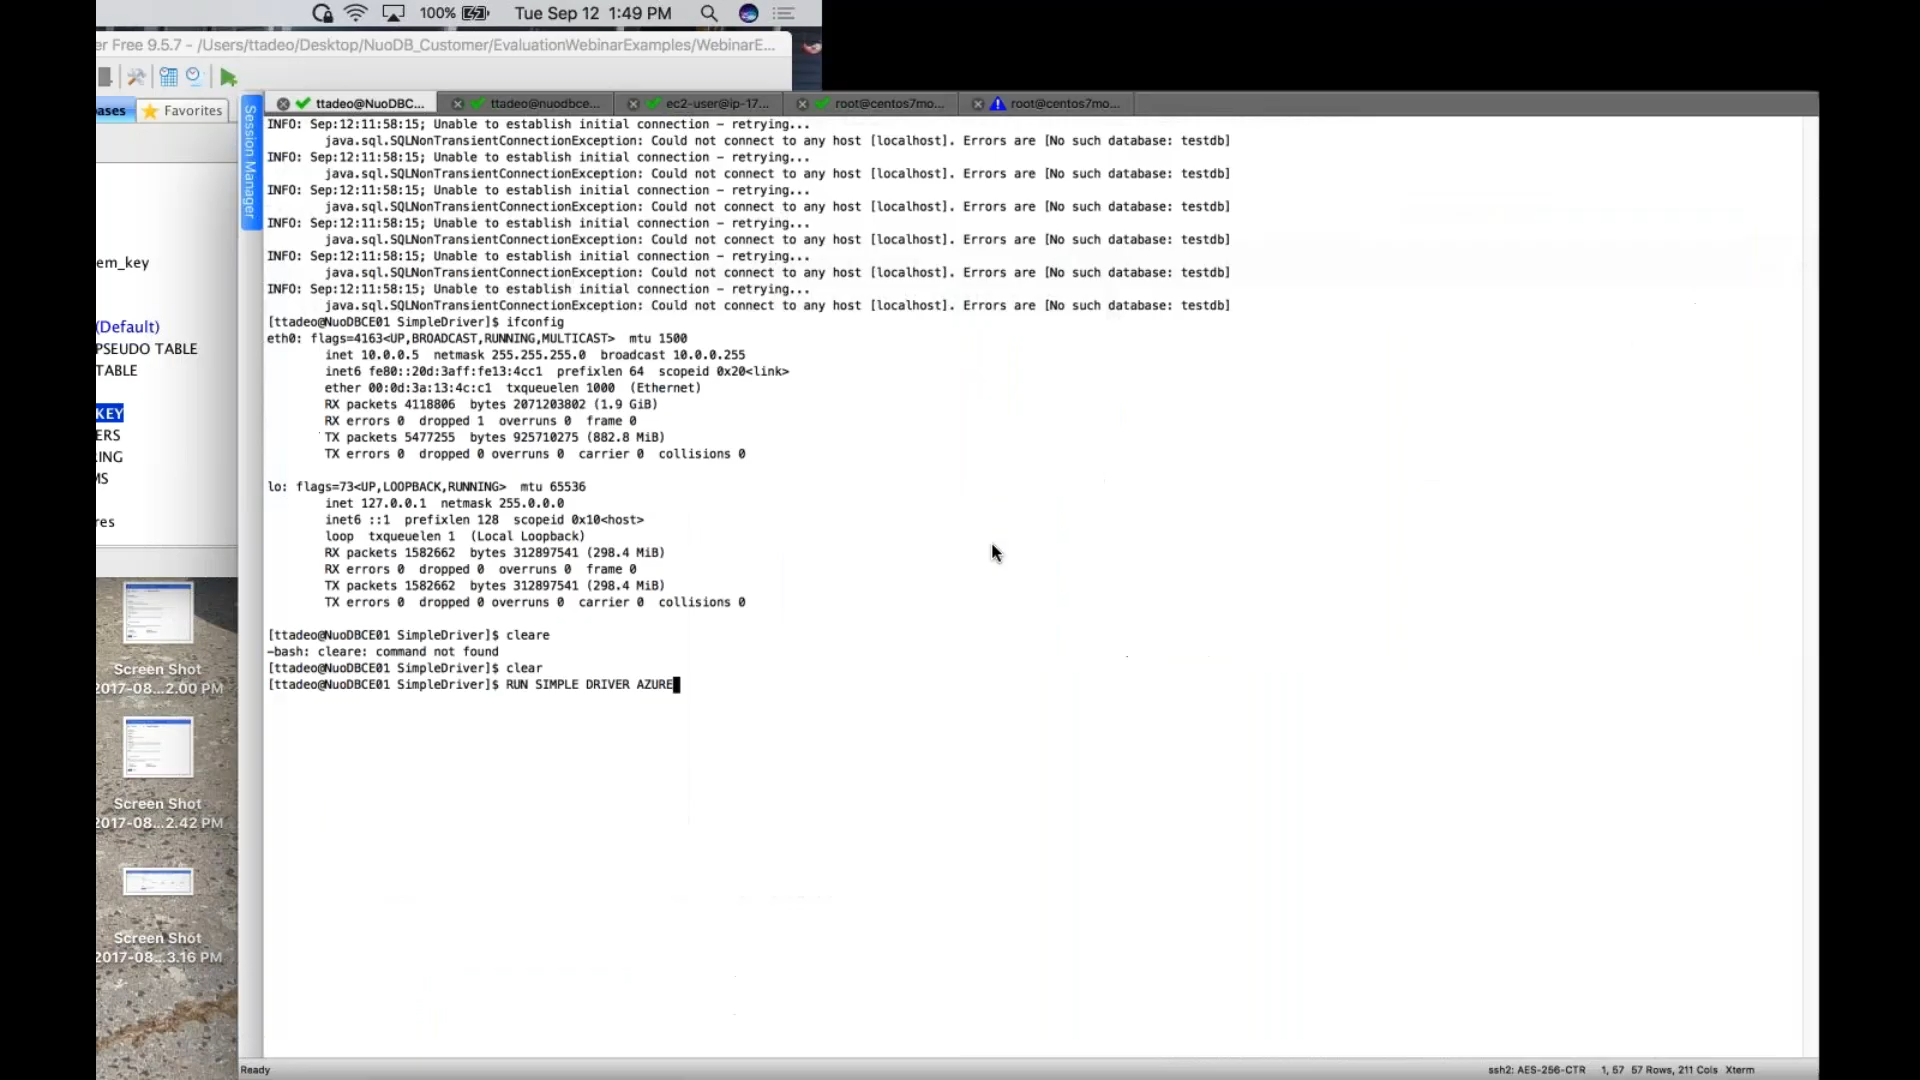 100% Tue Sep 12 1:49 PM
er Free 9.5.7 - /Users/ttadeo/Desktop/NuoDB_Customer/EvaluationWebinarExamples/WebinarE...
ases Favorites
em_key
(Default)
PSEUDO TABLE
TABLE
KEY
ERS
ING
MS
res
Screen Shot
2017-08...2.00 PM
Screen Shot
2017-08...2.42 PM
Screen Shot
2017-08...3.16 PM
Session Manager
ttadeo@NuoDBC... ttadeo@nuodbce... ec2-user@ip-17... root@centos7mo... root@centos7mo...
INFO: Sep:12:11:58:15; Unable to establish initial connection – retrying...
java.sql.SQLNonTransientConnectionException: Could not connect to any host [localhost]. Errors are [No such database: testdb]
INFO: Sep:12:11:58:15; Unable to establish initial connection – retrying...
java.sql.SQLNonTransientConnectionException: Could not connect to any host [localhost]. Errors are [No such database: testdb]
INFO: Sep:12:11:58:15; Unable to establish initial connection – retrying...
java.sql.SQLNonTransientConnectionException: Could not connect to any host [localhost]. Errors are [No such database: testdb]
INFO: Sep:12:11:58:15; Unable to establish initial connection – retrying...
java.sql.SQLNonTransientConnectionException: Could not connect to any host [localhost]. Errors are [No such database: testdb]
INFO: Sep:12:11:58:15; Unable to establish initial connection – retrying...
java.sql.SQLNonTransientConnectionException: Could not connect to any host [localhost]. Errors are [No such database: testdb]
INFO: Sep:12:11:58:15; Unable to establish initial connection – retrying...
java.sql.SQLNonTransientConnectionException: Could not connect to any host [localhost]. Errors are [No such database: testdb]
[ttadeo@NuoDBCE01 SimpleDriver]$ ifconfig
eth0: flags=4163<UP,BROADCAST,RUNNING,MULTICAST> mtu 1500
inet 10.0.0.5 netmask 255.255.255.0 broadcast 10.0.0.255
inet6 fe80::20d:3aff:fe13:4cc1 prefixlen 64 scopeid 0x20<link>
ether 00:0d:3a:13:4c:c1 txqueuelen 1000 (Ethernet)
RX packets 4118806 bytes 2071203802 (1.9 GiB)
RX errors 0 dropped 1 overruns 0 frame 0
TX packets 5477255 bytes 925710275 (882.8 MiB)
TX errors 0 dropped 0 overruns 0 carrier 0 collisions 0
lo: flags=73<UP,LOOPBACK,RUNNING> mtu 65536
inet 127.0.0.1 netmask 255.0.0.0
inet6 ::1 prefixlen 128 scopeid 0x10<host>
loop txqueuelen 1 (Local Loopback)
RX packets 1582662 bytes 312897541 (298.4 MiB)
RX errors 0 dropped 0 overruns 0 frame 0
TX packets 1582662 bytes 312897541 (298.4 MiB)
TX errors 0 dropped 0 overruns 0 carrier 0 collisions 0
[ttadeo@NuoDBCE01 SimpleDriver]$ cleare
-bash: cleare: command not found
[ttadeo@NuoDBCE01 SimpleDriver]$ clear
[ttadeo@NuoDBCE01 SimpleDriver]$ RUN SIMPLE DRIVER AZURE
Ready ssh2: AES-256-CTR 1, 57 57 Rows, 211 Cols Xterm